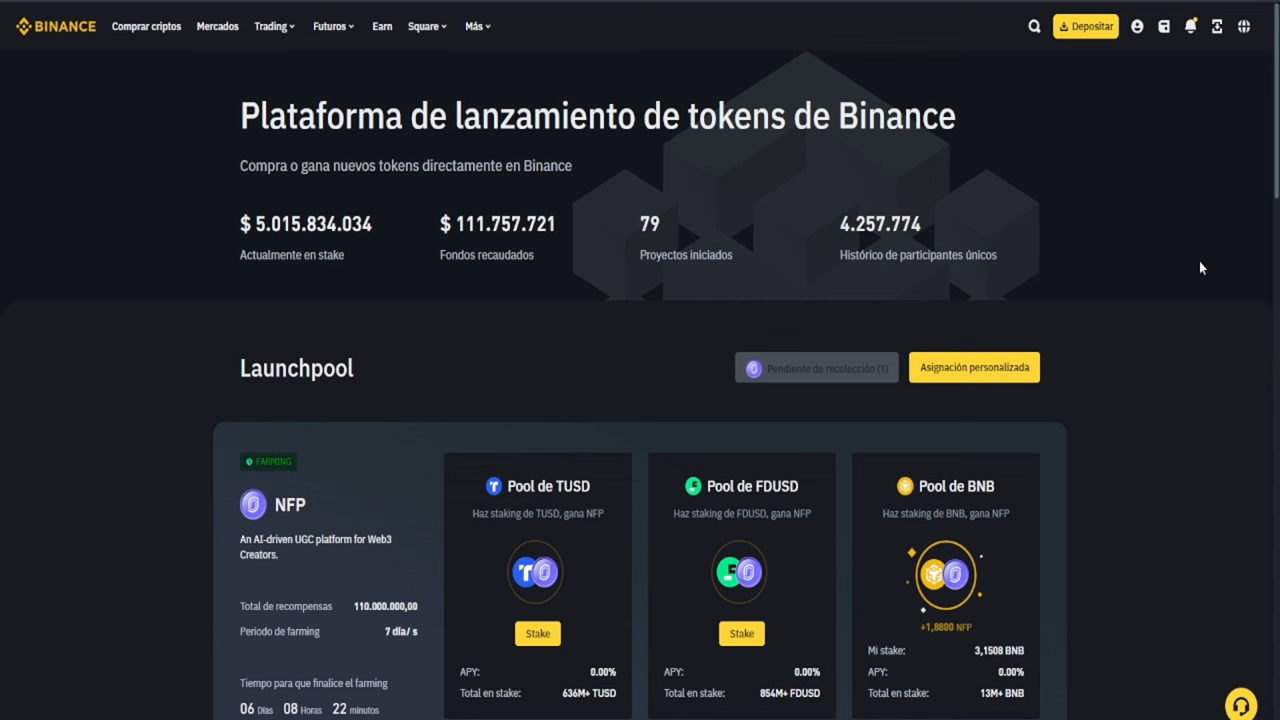 BINANCE Comprar criptos Mercados Trading Futuros Earn Square Más Depositar
Plataforma de lanzamiento de tokens de Binance
Compra o gana nuevos tokens directamente en Binance
$ 5.015.834.034 $ 111.757.721 79 4.257.774
Actualmente en stake Fondos recaudados Proyectos iniciados Histórico de participantes únicos
Launchpool Pendiente de recolección (1) Asignación personalizada
FARMING
NFP
An AI-driven UGC platform for Web3
Creators.
Total de recompensas 110.000.000,00
Periodo de farming 7 día/ s
Tiempo para que finalice el farming
06 Días 08 Horas 22 minutos
Pool de TUSD
Haz staking de TUSD, gana NFP
Stake
APY: 0.00%
Total en stake: 636M+ TUSD
Pool de FDUSD
Haz staking de FDUSD, gana NFP
Stake
APY: 0.00%
Total en stake: 854M+ FDUSD
Pool de BNB
Haz staking de BNB, gana NFP
+1,8800 NFP
Mi stake: 3,1508 BNB
APY: 0.00%
Total en stake: 13M+ BNB